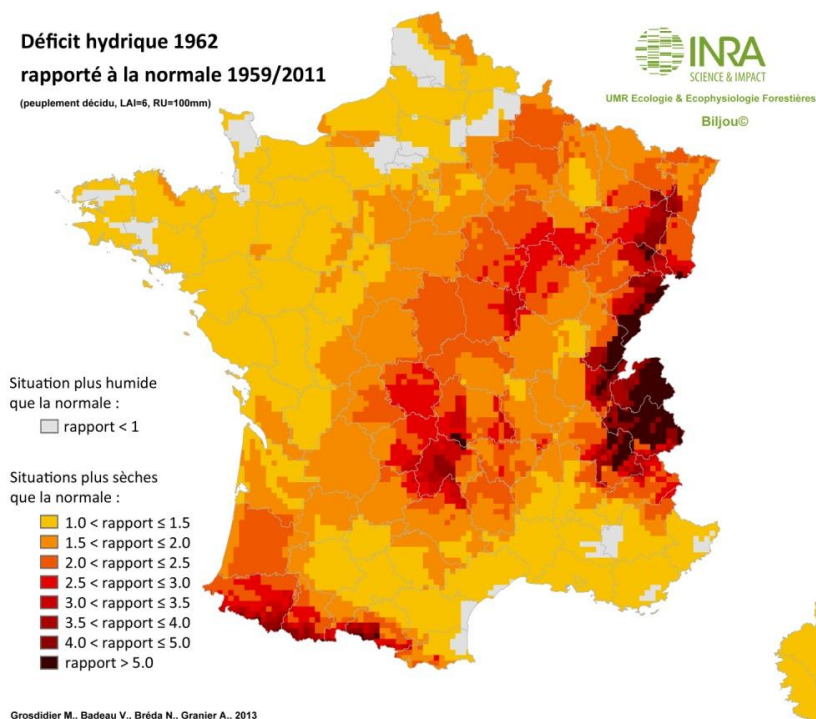 Déficit hydrique 1962
rapporté à la normale 1959/2011
(peuplement décidu, LAI=6, RU=100mm)
INRA
SCIENCE & IMPACT
UMR Ecologie & Ecophysiologie Forestières
Biljou©
Situation plus humide
que la normale :
rapport < 1
Situations plus sèches
que la normale :
1.0 < rapport ≤ 1.5
1.5 < rapport ≤ 2.0
2.0 < rapport ≤ 2.5
2.5 < rapport ≤ 3.0
3.0 < rapport ≤ 3.5
3.5 < rapport ≤ 4.0
4.0 < rapport ≤ 5.0
rapport > 5.0
Grosdidier M., Badeau V., Bréda N., Granier A., 2013